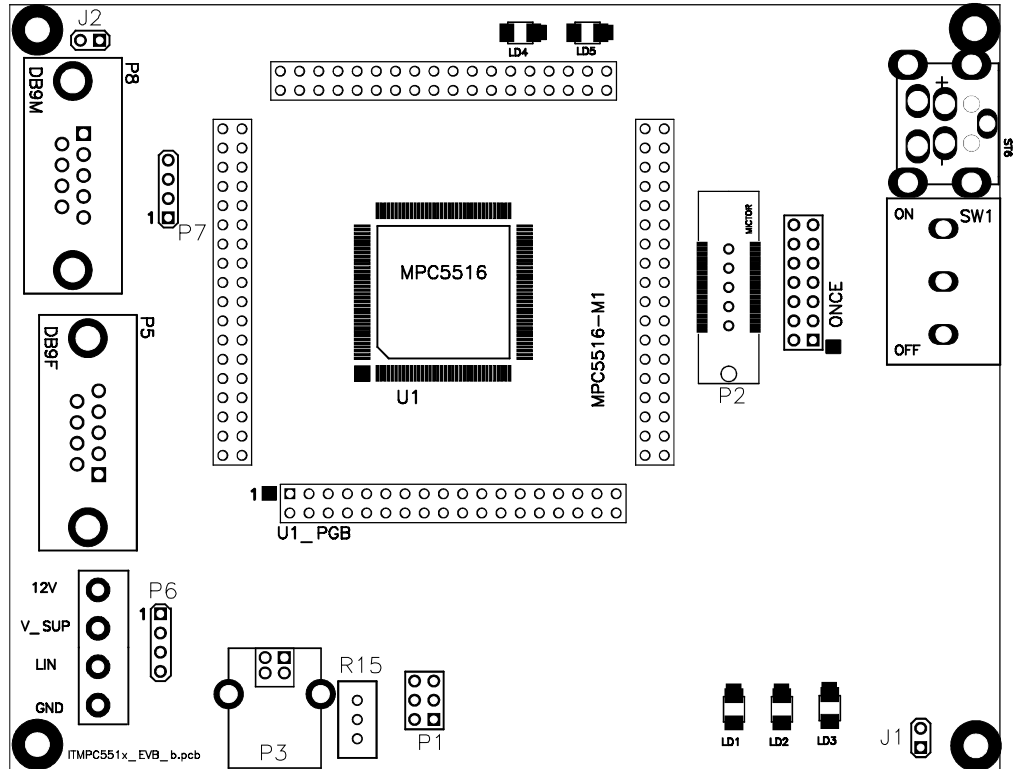 J2
LD4
LD5
P8
DB9M
+
-
ST6
1
P7
ON
SW1
OFF
MICTOR
MPC5516
ONCE
MPC5516-M1
U1
P2
P5
DB9F
1
U1_PGB
12V
V_SUP
LIN
GND
P6
1
R15
P3
P1
LD1
LD2
LD3
J1
ITMPC551x_EVB_b.pcb